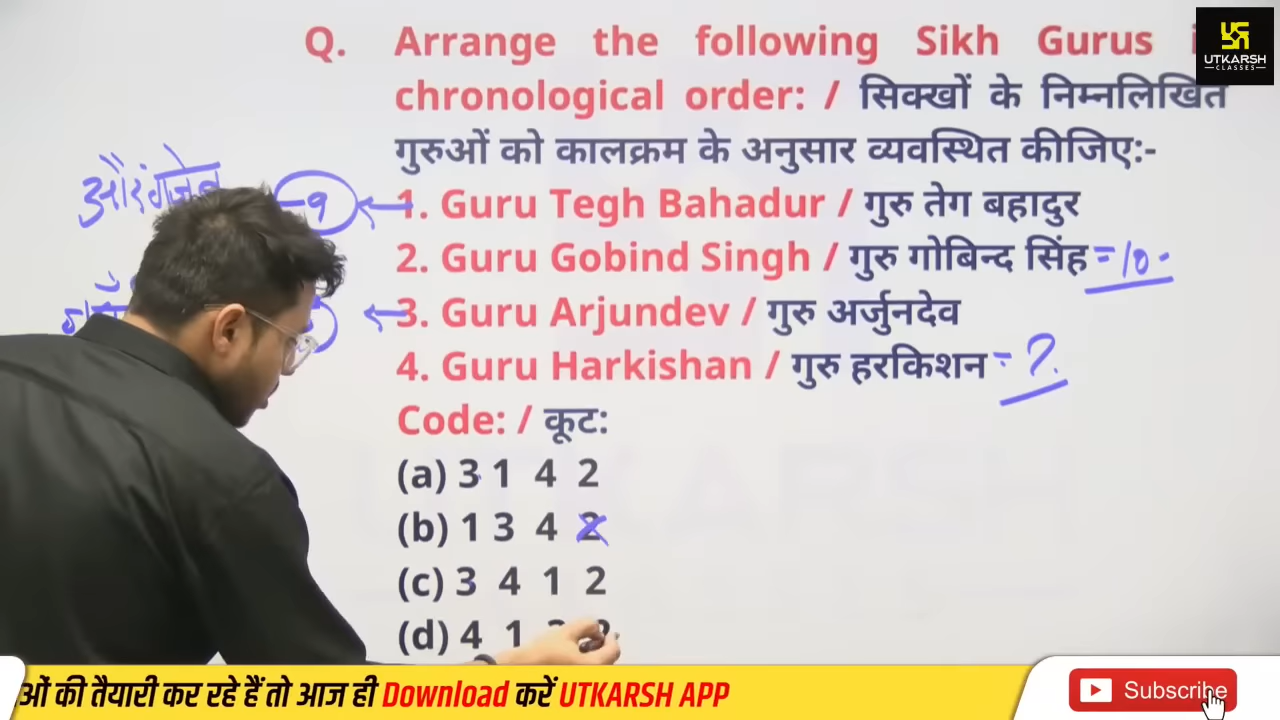 Q. Arrange the following Sikh Gurus
UTKARSH
CLASSES
chronological order: / सिक्खों के निम्नलिखित
गुरुओं को कालक्रम के अनुसार व्यवस्थित कीजिए:-
9 1. Guru Tegh Bahadur / गुरु तेग बहादुर
2. Guru Gobind Singh / गुरु गोबिन्द सिंह = 10
3. Guru Arjundev / गुरु अर्जुनदेव
4. Guru Harkishan / गुरु हरकिशन = ?
Code: / कूट:
(a) 3 1 4 2
(b) 1 3 4 2
(c) 3 4 1 2
(d) 4 1
ओं की तैयारी कर रहे हैं तो आज ही Download करें UTKARSH APP
Subscribe